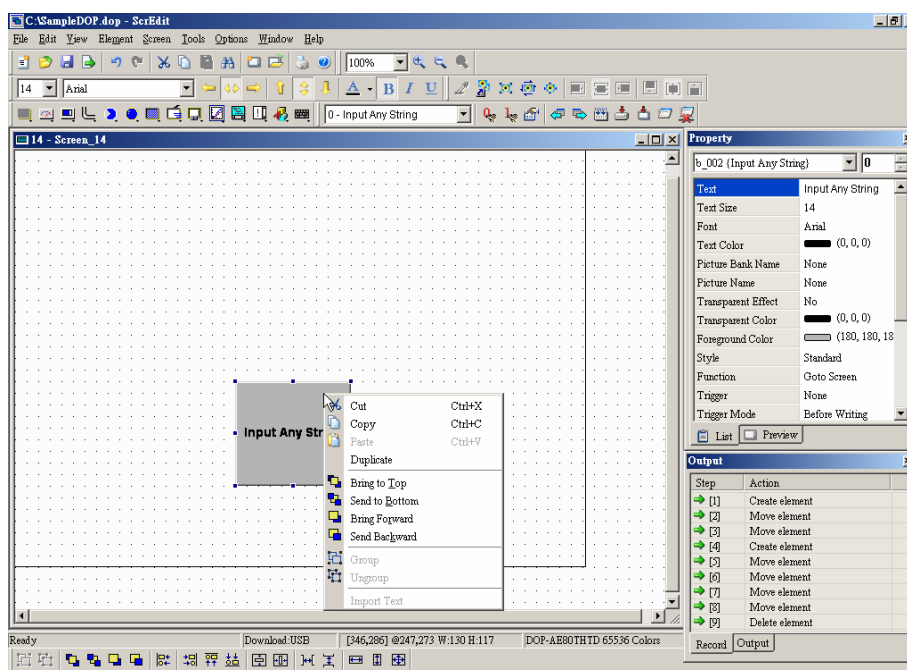 C:\SampleDOP.dop - ScrEdit
File Edit View Element Screen Tools Options Window Help
100%
14 Arial A B I U
0 - Input Any String
14 - Screen_14
Input Any Str
Cut Ctrl+X
Copy Ctrl+C
Paste Ctrl+V
Duplicate
Bring to Top
Send to Bottom
Bring Forward
Send Backward
Group
Ungroup
Import Text
Property
b_002 {Input Any String} 0
Text Input Any String
Text Size 14
Font Arial
Text Color (0, 0, 0)
Picture Bank Name None
Picture Name None
Transparent Effect No
Transparent Color (0, 0, 0)
Foreground Color (180, 180, 18
Style Standard
Function Goto Screen
Trigger None
Trigger Mode Before Writing
List Preview
Output
Step Action
[1] Create element
[2] Move element
[3] Move element
[4] Create element
[5] Move element
[6] Move element
[7] Move element
[8] Move element
[9] Delete element
Record Output
Ready Download:USB [346,286] @247,273 W:130 H:117 DOP-AE80THTD 65536 Colors